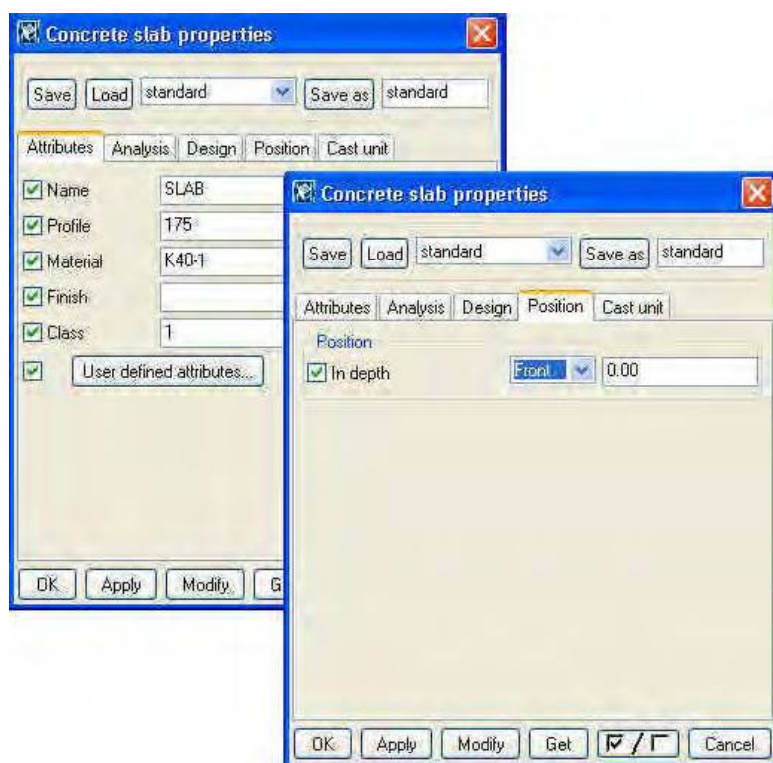 Concrete slab properties
Save Load standard Save as standard
Attributes Analysis Design Position Cast unit
Name SLAB
Profile 175
Material K40-1
Finish
Class 1
User defined attributes...
OK Apply Modify G
Concrete slab properties
Save Load standard Save as standard
Attributes Analysis Design Position Cast unit
Position
In depth Front 0.00
OK Apply Modify Get / Cancel